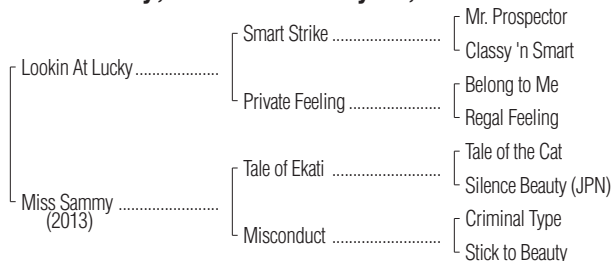 Mr. Prospector
Smart Strike ........................
Classy 'n Smart
Lookin At Lucky...................
Belong to Me
Private Feeling ....................
Regal Feeling
Tale of the Cat
Tale of Ekati ........................
Silence Beauty (JPN)
Miss Sammy ......................
(2013)
Criminal Type
Misconduct ........................
Stick to Beauty